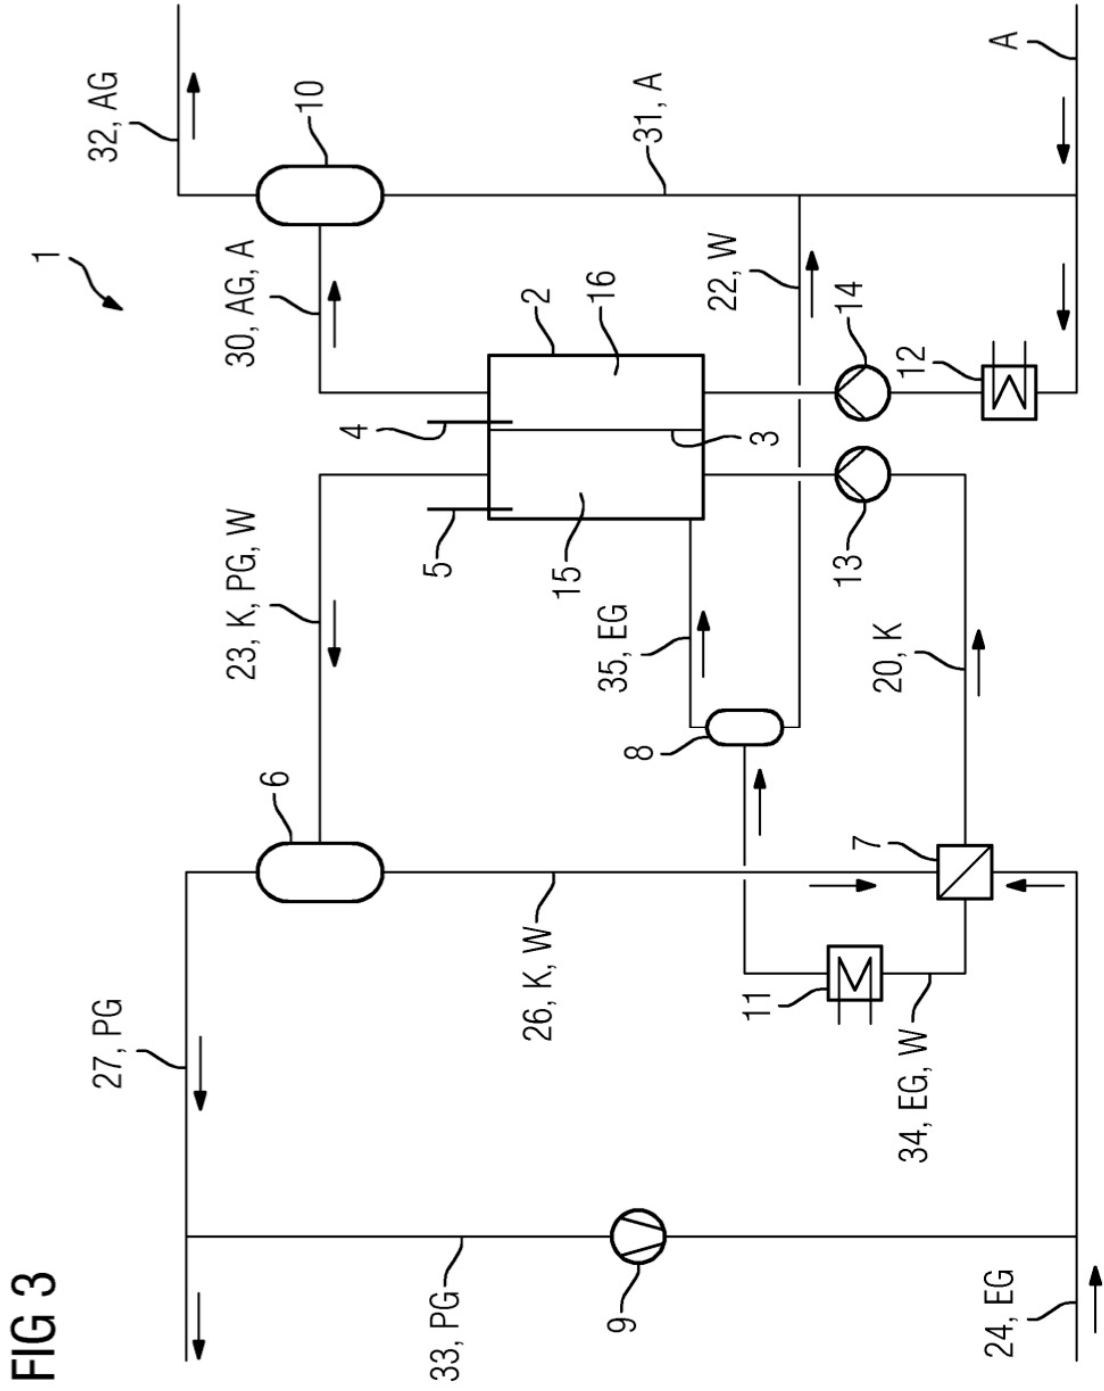 FIG 3
1
32, AG
10
A
31, A
30, AG, A
2
16
22, W
14
12
4
3
5
15
13
23, K, PG, W
35, EG
20, K
8
6
7
26, K, W
11
27, PG
34, EG, W
9
33, PG
24, EG